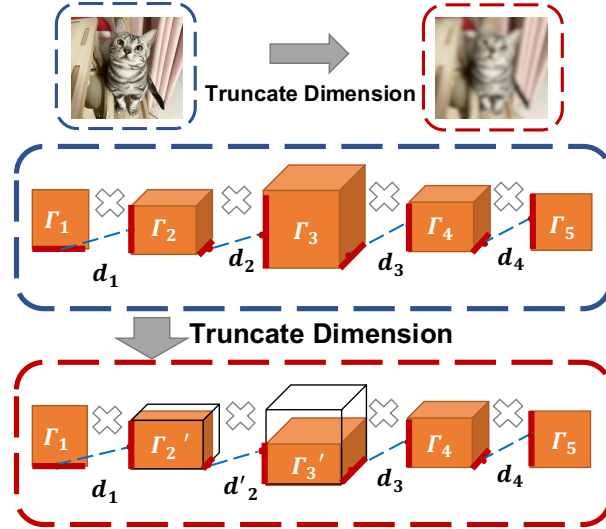 Truncate Dimension
Γ₁ Γ₂ Γ₃ Γ₄ Γ₅
d₁ d₂ d₃ d₄
Truncate Dimension
Γ₁ Γ₂′ Γ₃′ Γ₄ Γ₅
d₁ d′₂ d₃ d₄